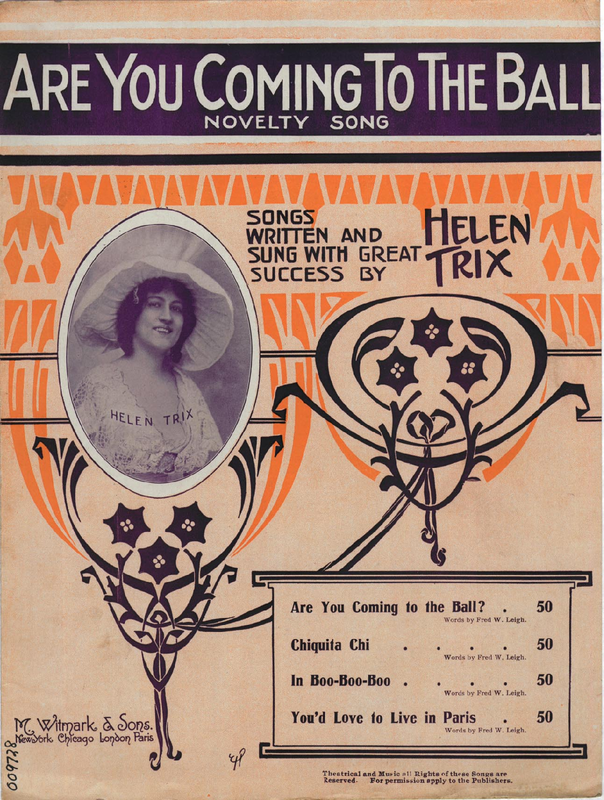 ARE YOU COMING TO THE BALL
NOVELTY SONG
SONGS
WRITTEN AND
SUNG WITH GREAT
SUCCESS BY
HELEN
TRIX
HELEN TRIX
Are You Coming to the Ball? . 50
Words by Fred W. Leigh.
Chiquita Chi . . . . 50
Words by Fred W. Leigh.
In Boo-Boo-Boo . . . . 50
Words by Fred W. Leigh.
You'd Love to Live in Paris . 50
Words by Fred W. Leigh.
M. Witmark & Sons.
New York Chicago London Paris
009728
Theatrical and Music all Rights of these Songs are
Reserved. For permission apply to the Publishers.